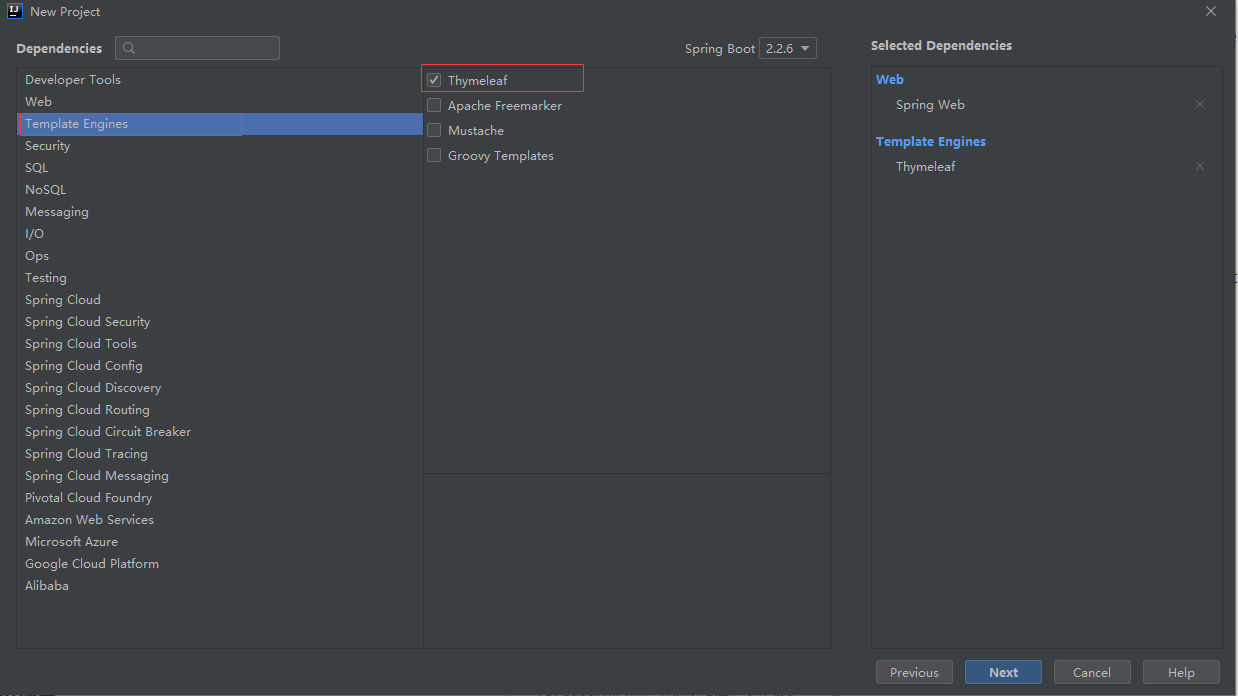 New Project
Dependencies
Spring Boot 2.2.6
Selected Dependencies
Developer Tools
Web
Template Engines
Security
SQL
NoSQL
Messaging
I/O
Ops
Testing
Spring Cloud
Spring Cloud Security
Spring Cloud Tools
Spring Cloud Config
Spring Cloud Discovery
Spring Cloud Routing
Spring Cloud Circuit Breaker
Spring Cloud Tracing
Spring Cloud Messaging
Pivotal Cloud Foundry
Amazon Web Services
Microsoft Azure
Google Cloud Platform
Alibaba
Thymeleaf
Apache Freemarker
Mustache
Groovy Templates
Web
Spring Web
Template Engines
Thymeleaf
Previous
Next
Cancel
Help